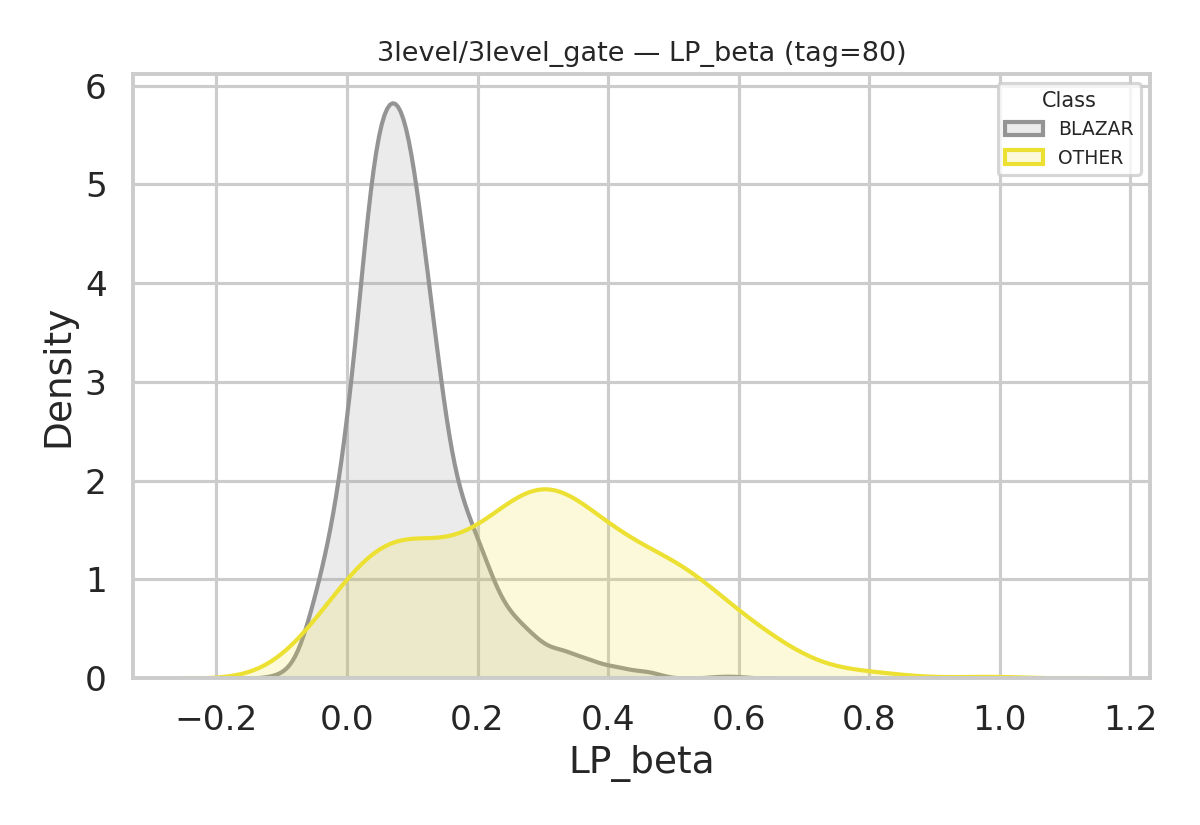 3level/3level_gate — LP_beta (tag=80)
Class
BLAZAR
OTHER
Density
6
5
4
3
2
1
0
−0.2 0.0 0.2 0.4 0.6 0.8 1.0 1.2
LP_beta